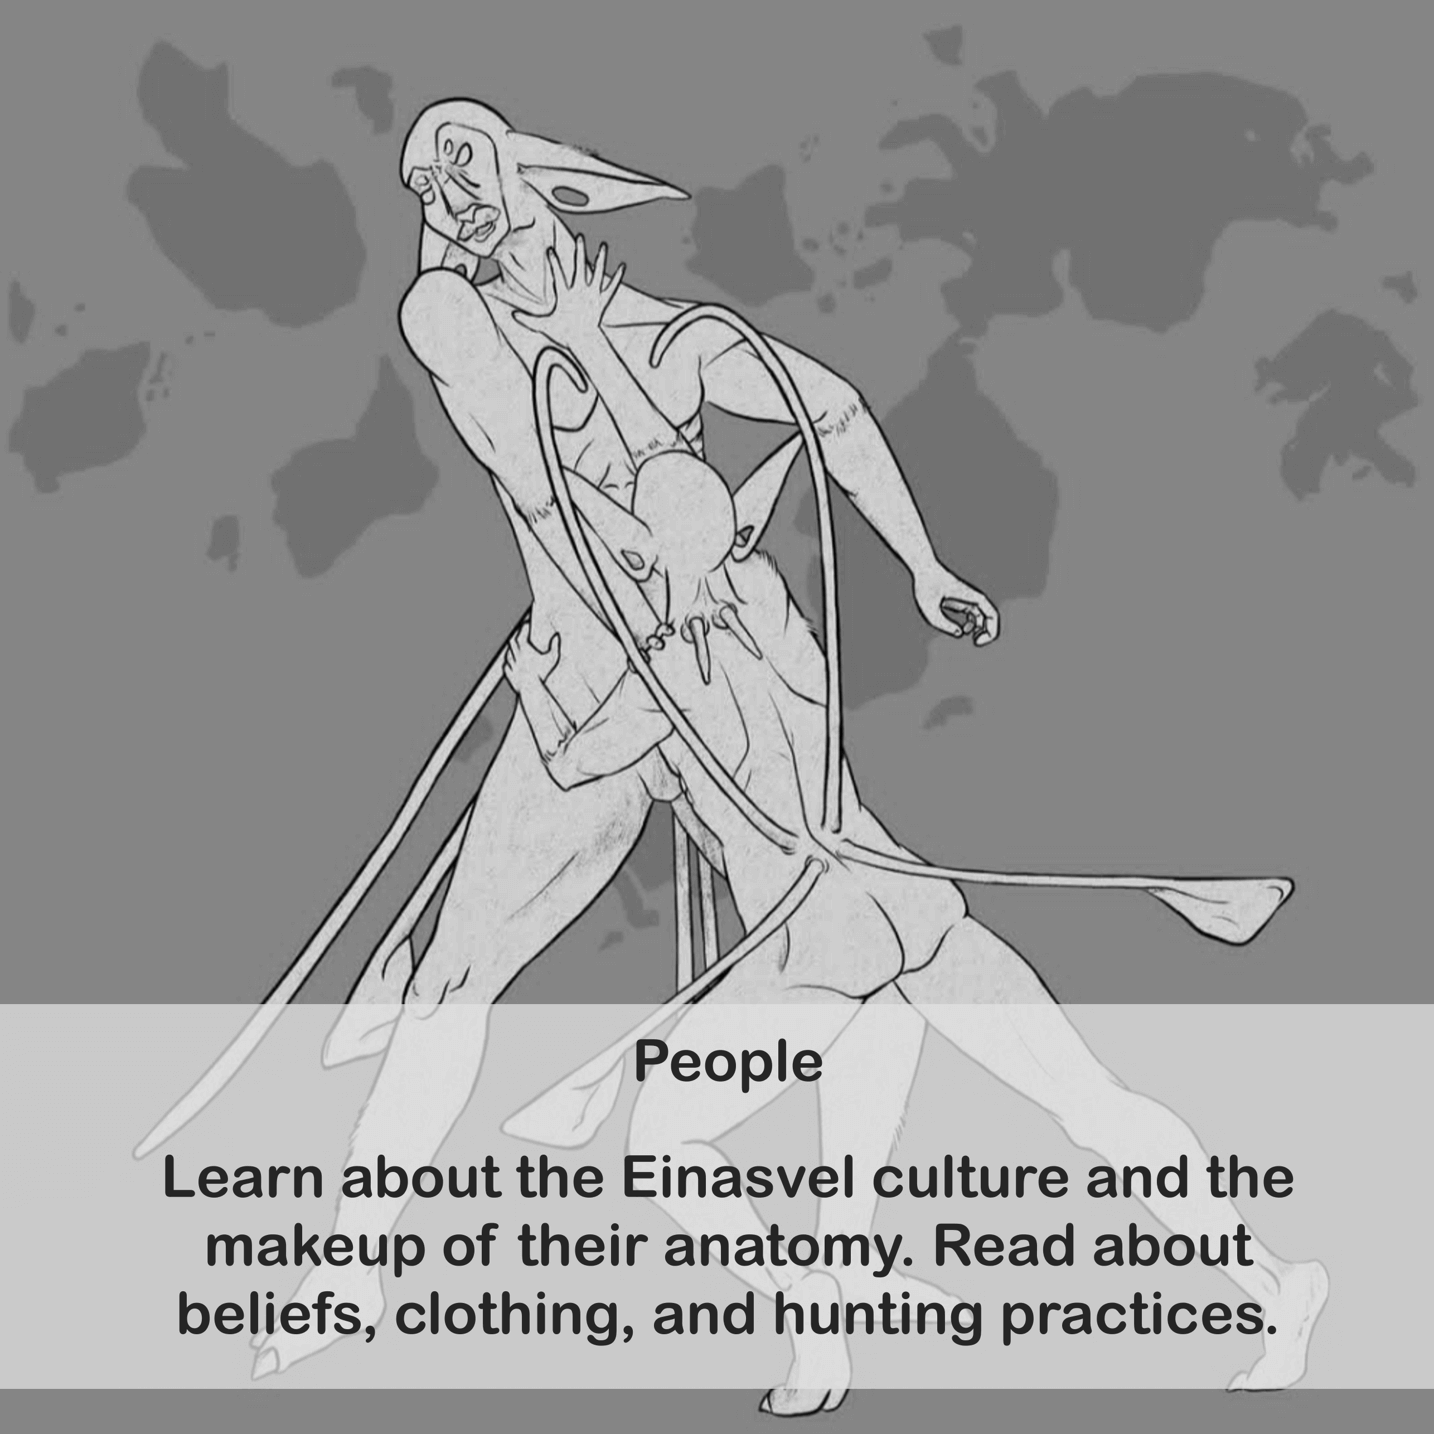 People
Learn about the Einasvel culture and the
makeup of their anatomy. Read about
beliefs, clothing, and hunting practices.